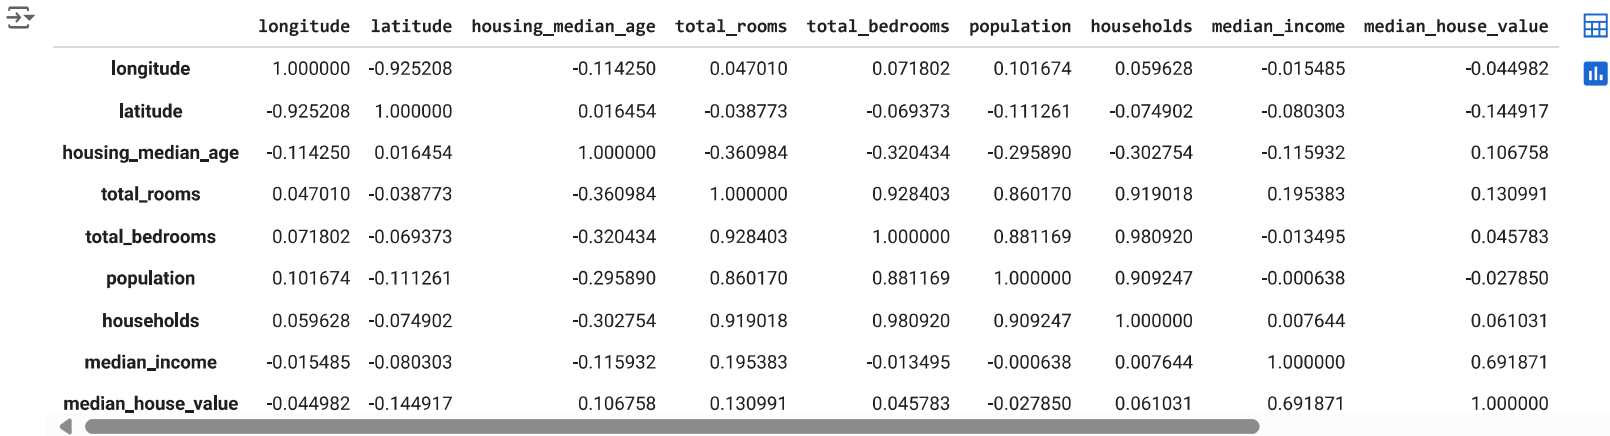 longitude latitude housing_median_age total_rooms total_bedrooms population households median_income median_house_value
longitude 1.000000 -0.925208 -0.114250 0.047010 0.071802 0.101674 0.059628 -0.015485 -0.044982
latitude -0.925208 1.000000 0.016454 -0.038773 -0.069373 -0.111261 -0.074902 -0.080303 -0.144917
housing_median_age -0.114250 0.016454 1.000000 -0.360984 -0.320434 -0.295890 -0.302754 -0.115932 0.106758
total_rooms 0.047010 -0.038773 -0.360984 1.000000 0.928403 0.860170 0.919018 0.195383 0.130991
total_bedrooms 0.071802 -0.069373 -0.320434 0.928403 1.000000 0.881169 0.980920 -0.013495 0.045783
population 0.101674 -0.111261 -0.295890 0.860170 0.881169 1.000000 0.909247 -0.000638 -0.027850
households 0.059628 -0.074902 -0.302754 0.919018 0.980920 0.909247 1.000000 0.007644 0.061031
median_income -0.015485 -0.080303 -0.115932 0.195383 -0.013495 -0.000638 0.007644 1.000000 0.691871
median_house_value -0.044982 -0.144917 0.106758 0.130991 0.045783 -0.027850 0.061031 0.691871 1.000000